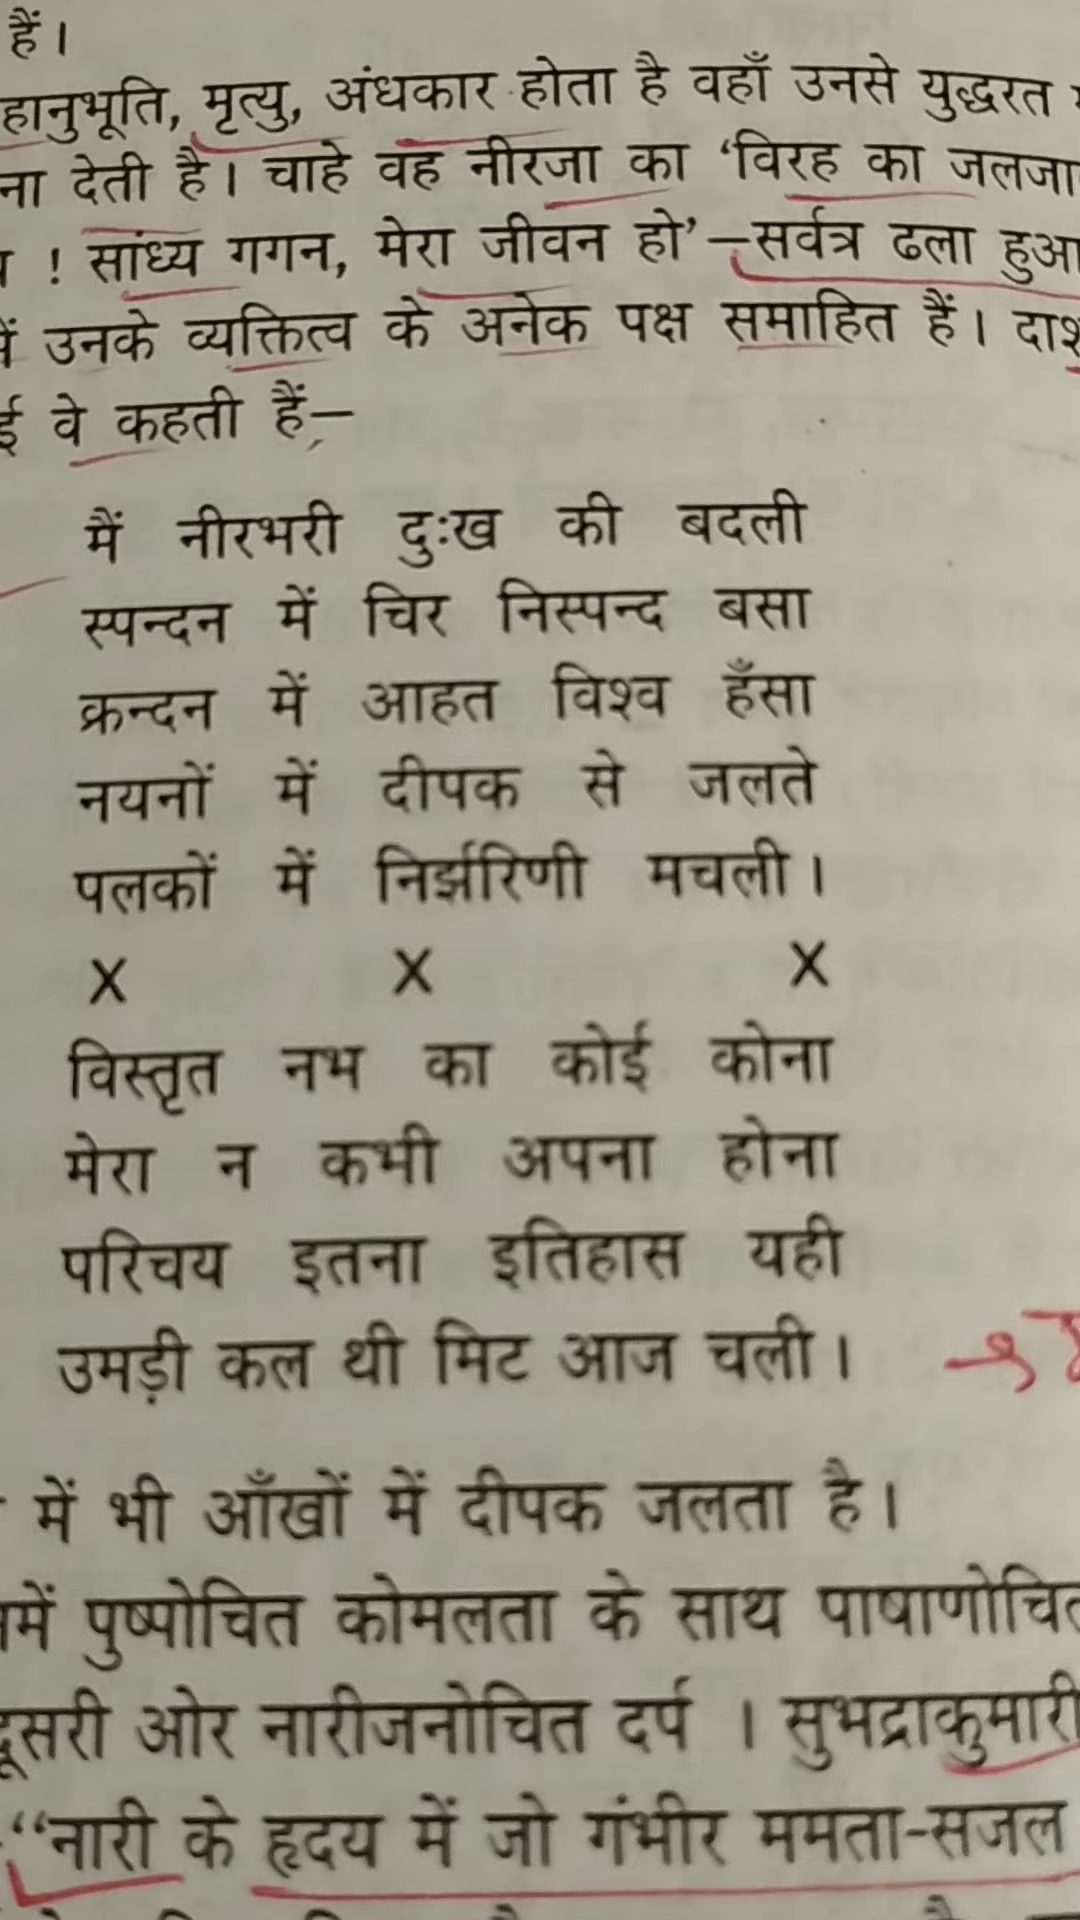 हैं।
हानुभूति, मृत्यु, अंधकार होता है वहाँ उनसे युद्धरत
ना देती है। चाहे वह नीरजा का ‘विरह का जलजा
! सांध्य गगन, मेरा जीवन हो’—सर्वत्र ढला हुआ
में उनके व्यक्तित्व के अनेक पक्ष समाहित हैं। दाश
ई वे कहती हैं,—
मैं नीरभरी दुःख की बदली
स्पन्दन में चिर निस्पन्द बसा
क्रन्दन में आहत विश्व हँसा
नयनों में दीपक से जलते
पलकों में निर्झरिणी मचली।
X X X
विस्तृत नभ का कोई कोना
मेरा न कभी अपना होना
परिचय इतना इतिहास यही
उमड़ी कल थी मिट आज चली।
में भी आँखों में दीपक जलता है।
में पुष्पोचित कोमलता के साथ पाषाणोचित
दूसरी ओर नारीजनोचित दर्प । सुभद्राकुमारी
“नारी के हृदय में जो गंभीर ममता-सजल